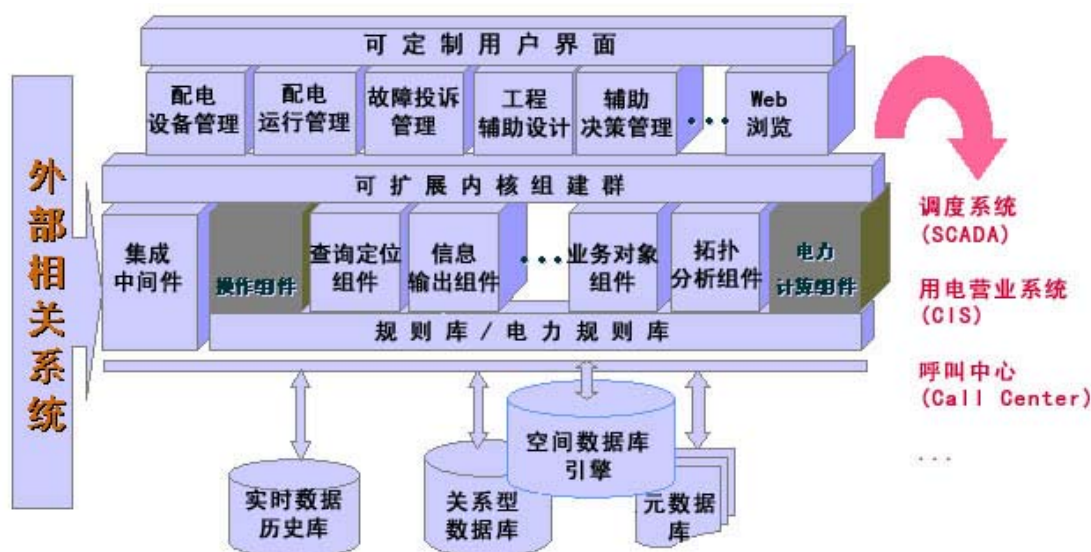 可定制用户界面
配电
设备管理
配电
运行管理
故障投诉
管理
工程
辅助设计
辅助
决策管理
...
Web
浏览
外部相关系统
可扩展内核组建群
集成
中间件
操作组件
查询定位
组件
信息
输出组件
...
业务对象
组件
拓扑
分析组件
电力
计算组件
规则库/电力规则库
调度系统
(SCADA)
用电营业系统
(CIS)
呼叫中心
(Call Center)
...
实时数据
历史库
关系型
数据库
空间数据库
引擎
元数据
库